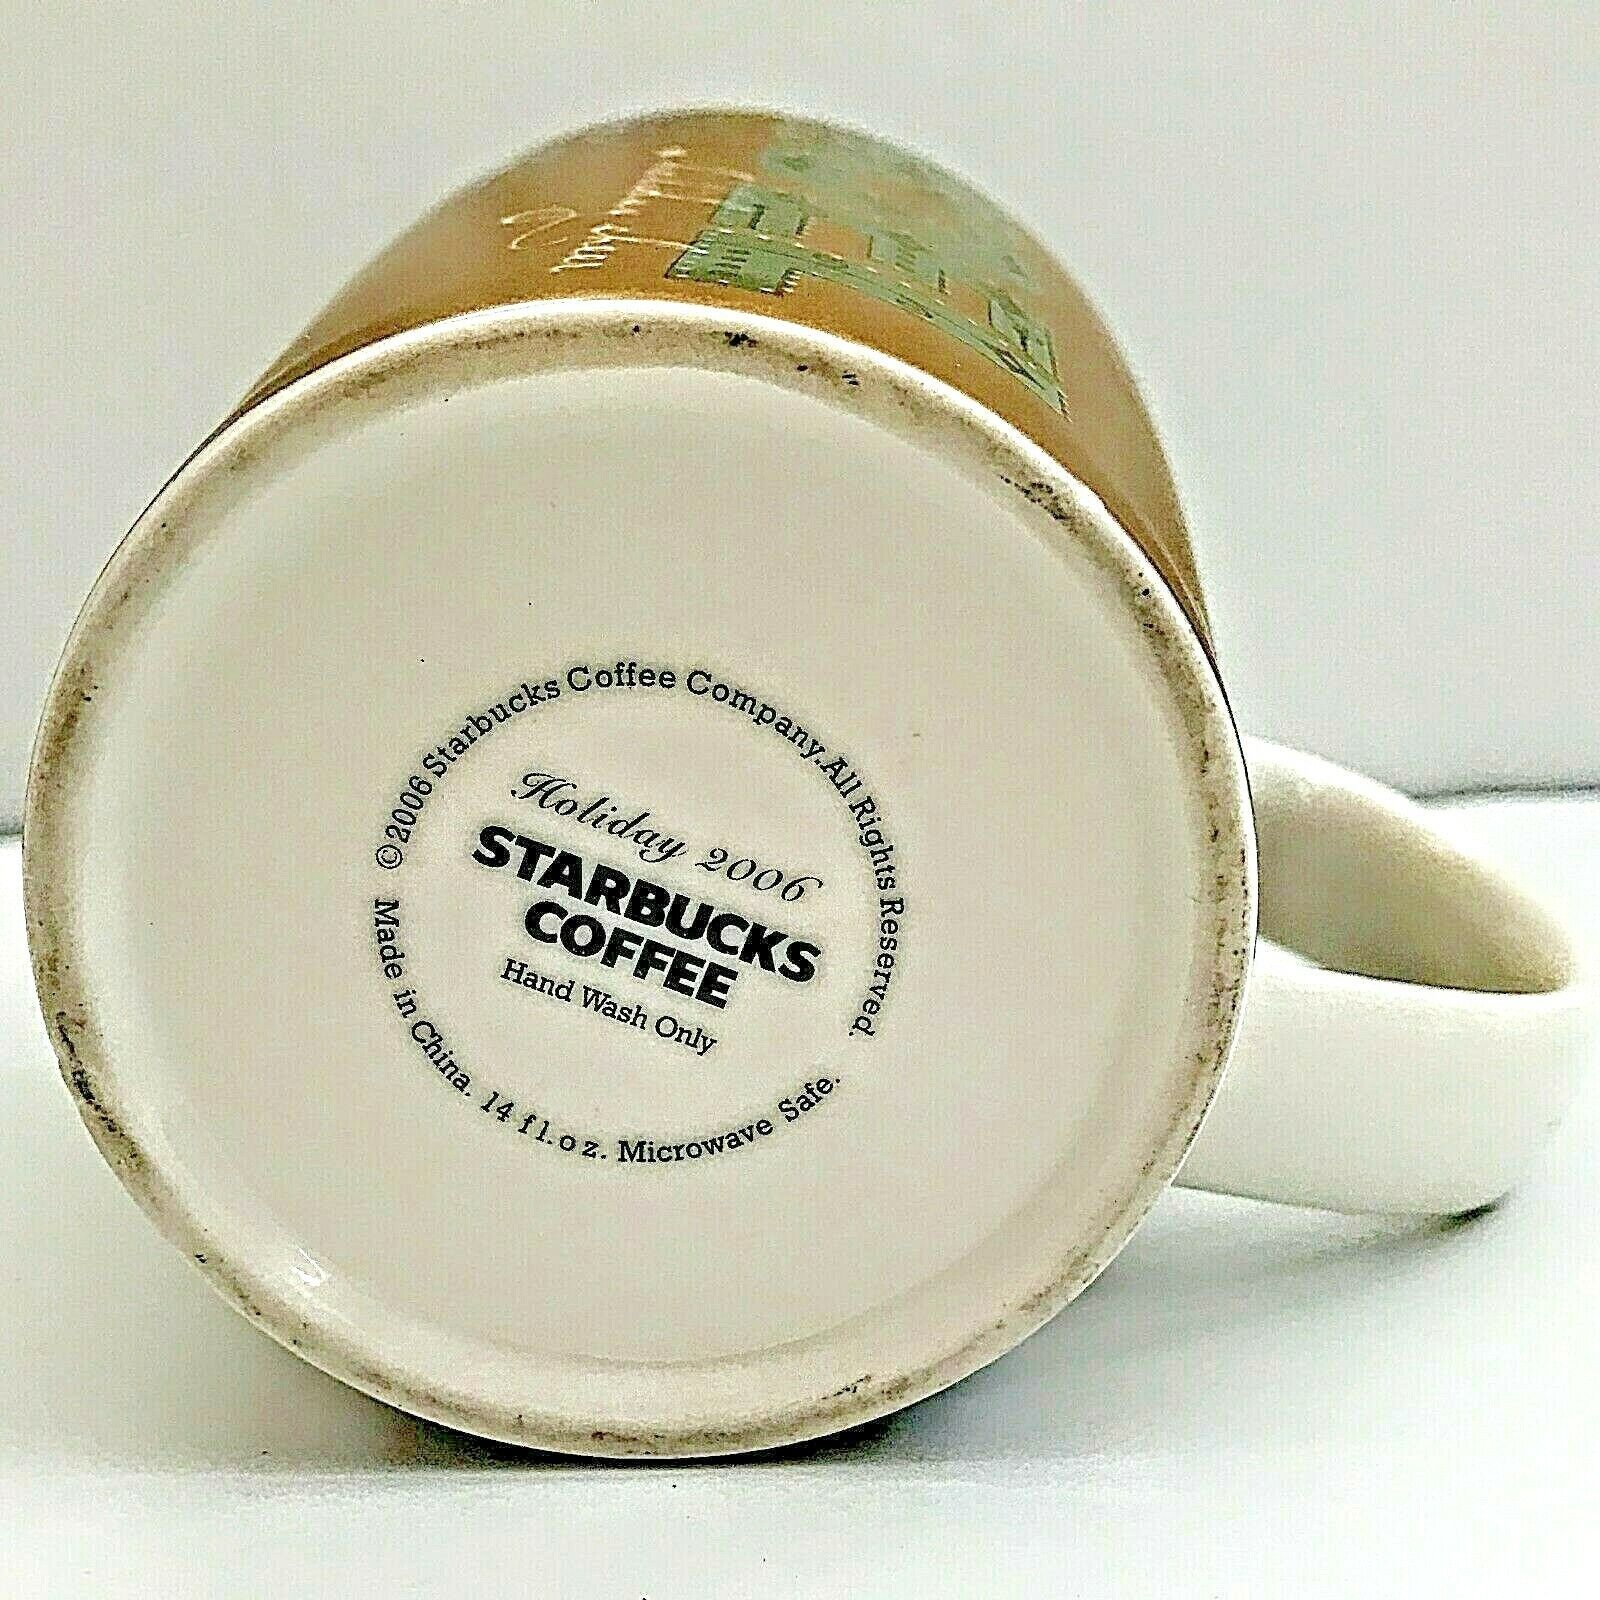 ©2006 Starbucks Coffee Company.All Rights Reserved.
Holiday 2006
STARBUCKS
COFFEE
Hand Wash Only
Made in China. 14 fl.oz. Microwave Safe.